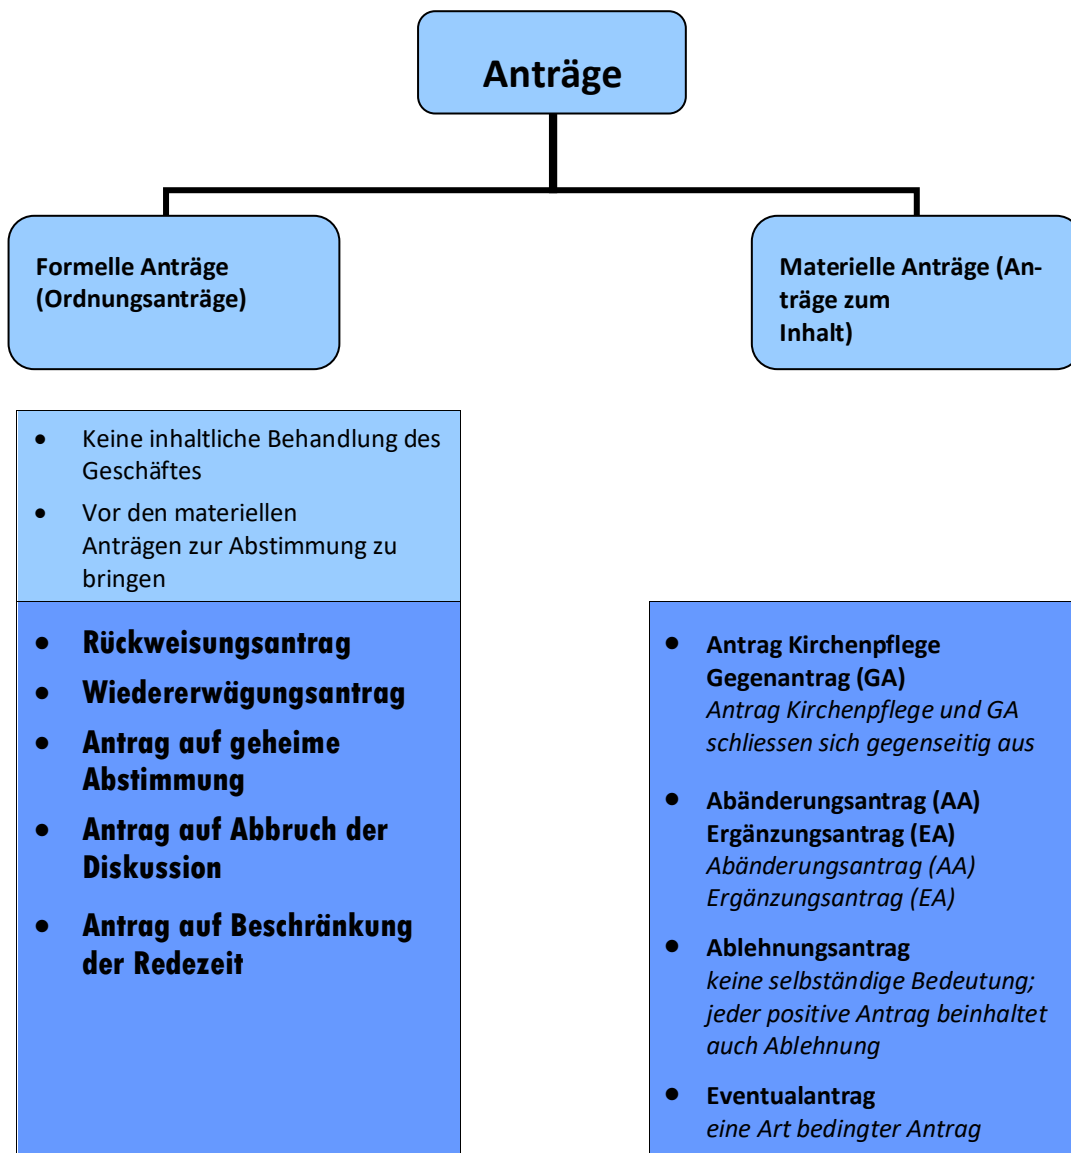 Anträge
Formelle Anträge
(Ordnungsanträge)
Materielle Anträge (An-
träge zum
Inhalt)
• Keine inhaltliche Behandlung des
Geschäftes
• Vor den materiellen
Anträgen zur Abstimmung zu
bringen
• Rückweisungsantrag
• Wiedererwägungsantrag
• Antrag auf geheime
Abstimmung
• Antrag auf Abbruch der
Diskussion
• Antrag auf Beschränkung
der Redezeit
• Antrag Kirchenpflege
Gegenantrag (GA)
Antrag Kirchenpflege und GA
schliessen sich gegenseitig aus
• Abänderungsantrag (AA)
Ergänzungsantrag (EA)
Abänderungsantrag (AA)
Ergänzungsantrag (EA)
• Ablehnungsantrag
keine selbständige Bedeutung;
jeder positive Antrag beinhaltet
auch Ablehnung
• Eventualantrag
eine Art bedingter Antrag